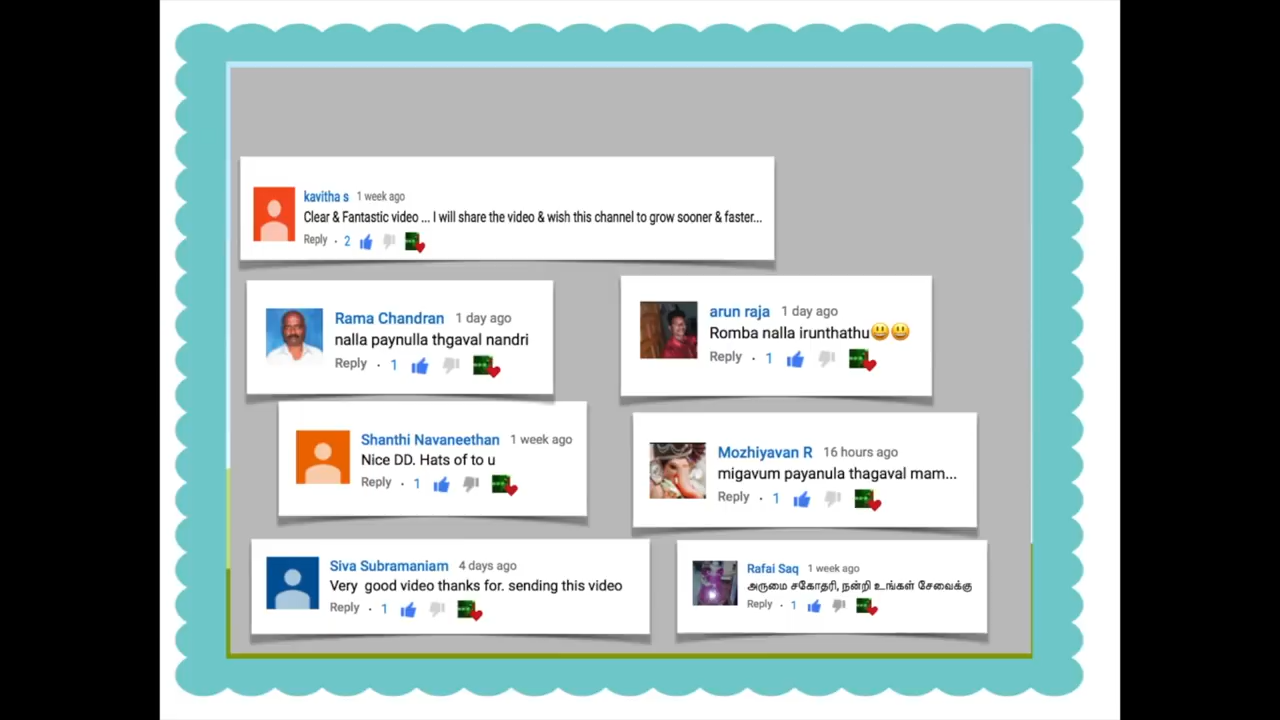 kavitha s 1 week ago
Clear & Fantastic video ... I will share the video & wish this channel to grow sooner & faster...
Reply · 2
Rama Chandran 1 day ago
nalla paynulla thgaval nandri
Reply · 1
arun raja 1 day ago
Romba nalla irunthathu😃😃
Reply · 1
Shanthi Navaneethan 1 week ago
Nice DD. Hats of to u
Reply · 1
Mozhiyavan R 16 hours ago
migavum payanula thagaval mam...
Reply · 1
Siva Subramaniam 4 days ago
Very good video thanks for. sending this video
Reply · 1
Rafai Saq 1 week ago
அருமை சகோதரி, நன்றி உங்கள் சேவைக்கு
Reply · 1